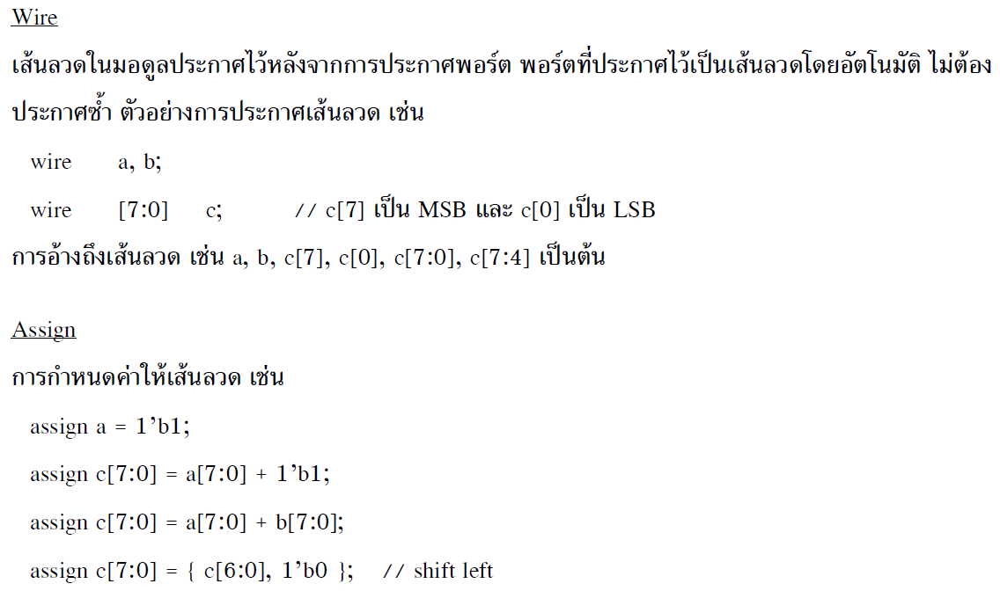 Wire
เส้นลวดในมอดูลประกาศไว้หลังจากการประกาศพอร์ต พอร์ตที่ประกาศไว้เป็นเส้นลวดโดยอัตโนมัติ ไม่ต้อง
ประกาศซ้ำ ตัวอย่างการประกาศเส้นลวด เช่น
wire a, b;
wire [7:0] c; // c[7] เป็น MSB และ c[0] เป็น LSB
การอ้างถึงเส้นลวด เช่น a, b, c[7], c[0], c[7:0], c[7:4] เป็นต้น
Assign
การกำหนดค่าให้เส้นลวด เช่น
assign a = 1’b1;
assign c[7:0] = a[7:0] + 1’b1;
assign c[7:0] = a[7:0] + b[7:0];
assign c[7:0] = { c[6:0], 1’b0 }; // shift left